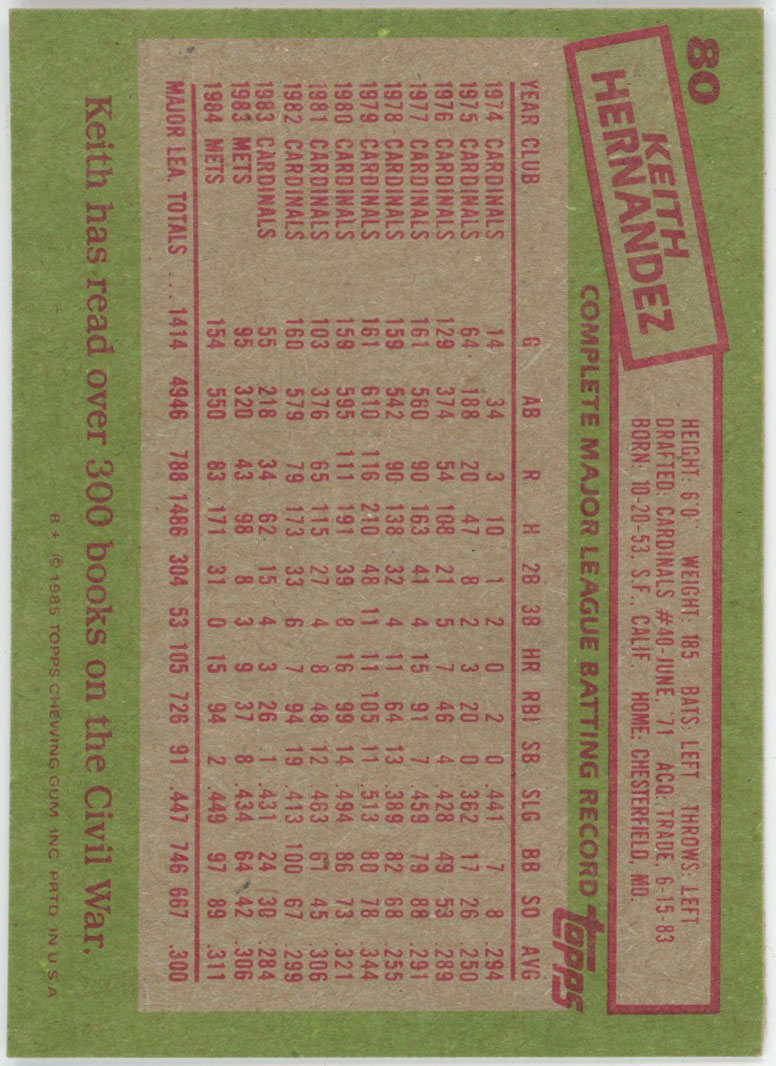 80
KEITH
HERNANDEZ
HEIGHT: 6'0" WEIGHT: 185 BATS: LEFT THROWS: LEFT
DRAFTED: CARDINALS #40-JUNE, '71 ACQ: TRADE, 6-15-83
BORN: 10-20-53, S.F., CALIF. HOME: CHESTERFIELD, MO.
COMPLETE MAJOR LEAGUE BATTING RECORD topps
YEAR CLUB G AB R H 2B 3B HR RBI SB SLG BB SO AVG
1974 CARDINALS 14 34 3 10 1 2 0 2 0 .441 7 8 .294
1975 CARDINALS 64 188 20 47 8 2 3 20 0 .362 17 26 .250
1976 CARDINALS 129 374 54 108 21 5 7 46 4 .428 49 53 .289
1977 CARDINALS 161 560 90 163 41 4 15 91 7 .459 79 88 .291
1978 CARDINALS 159 542 90 138 32 4 11 64 13 .389 82 68 .255
1979 CARDINALS 161 610 116 210 48 11 11 105 11 .513 80 78 .344
1980 CARDINALS 159 595 111 191 39 8 16 99 14 .494 86 73 .321
1981 CARDINALS 103 376 65 115 27 4 8 48 12 .463 61 45 .306
1982 CARDINALS 160 579 79 173 33 6 7 94 19 .413 100 67 .299
1983 CARDINALS 55 218 34 62 15 4 3 26 1 .431 24 30 .284
1983 METS 95 320 43 98 8 3 9 37 8 .434 64 42 .306
1984 METS 154 550 83 171 31 0 15 94 2 .449 97 89 .311
MAJOR LEA. TOTALS ... 1414 4946 788 1486 304 53 105 726 91 .447 746 667 .300
Keith has read over 300 books on the Civil War.
B * © 1985 TOPPS CHEWING GUM, INC. PRTD. IN U.S.A.